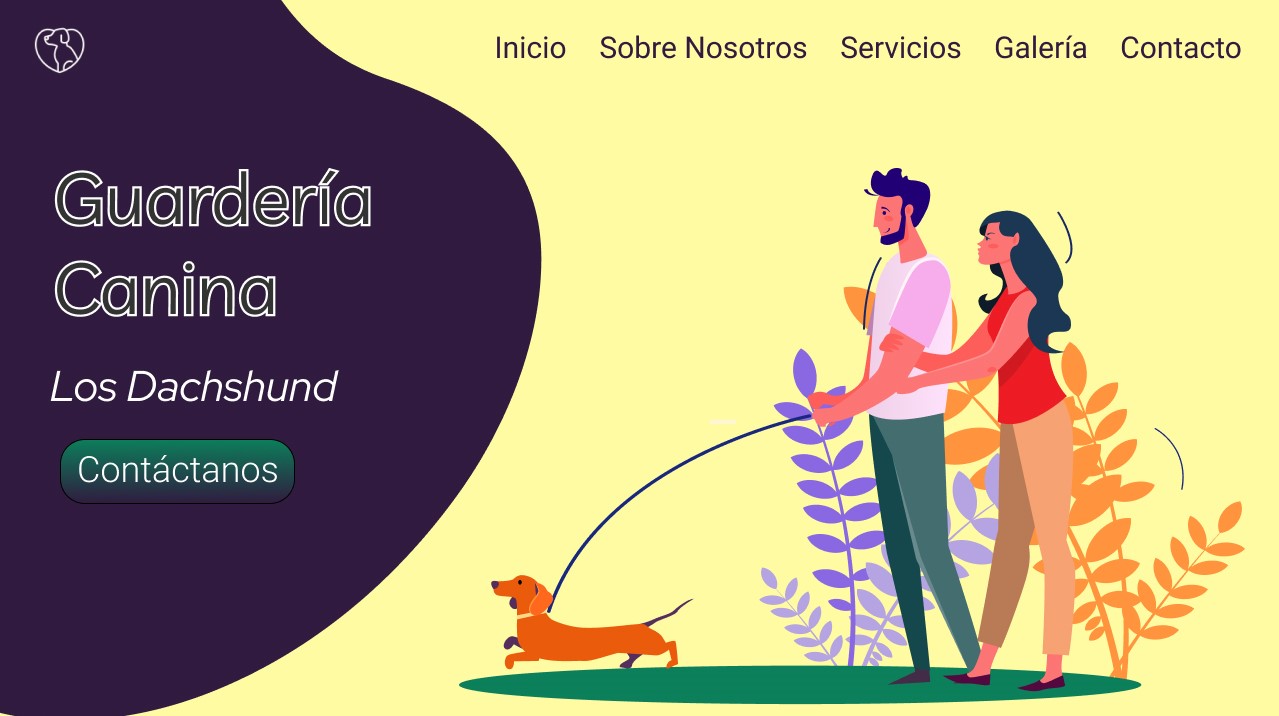 Inicio Sobre Nosotros Servicios Galería Contacto
Guardería
Canina
Los Dachshund
Contáctanos